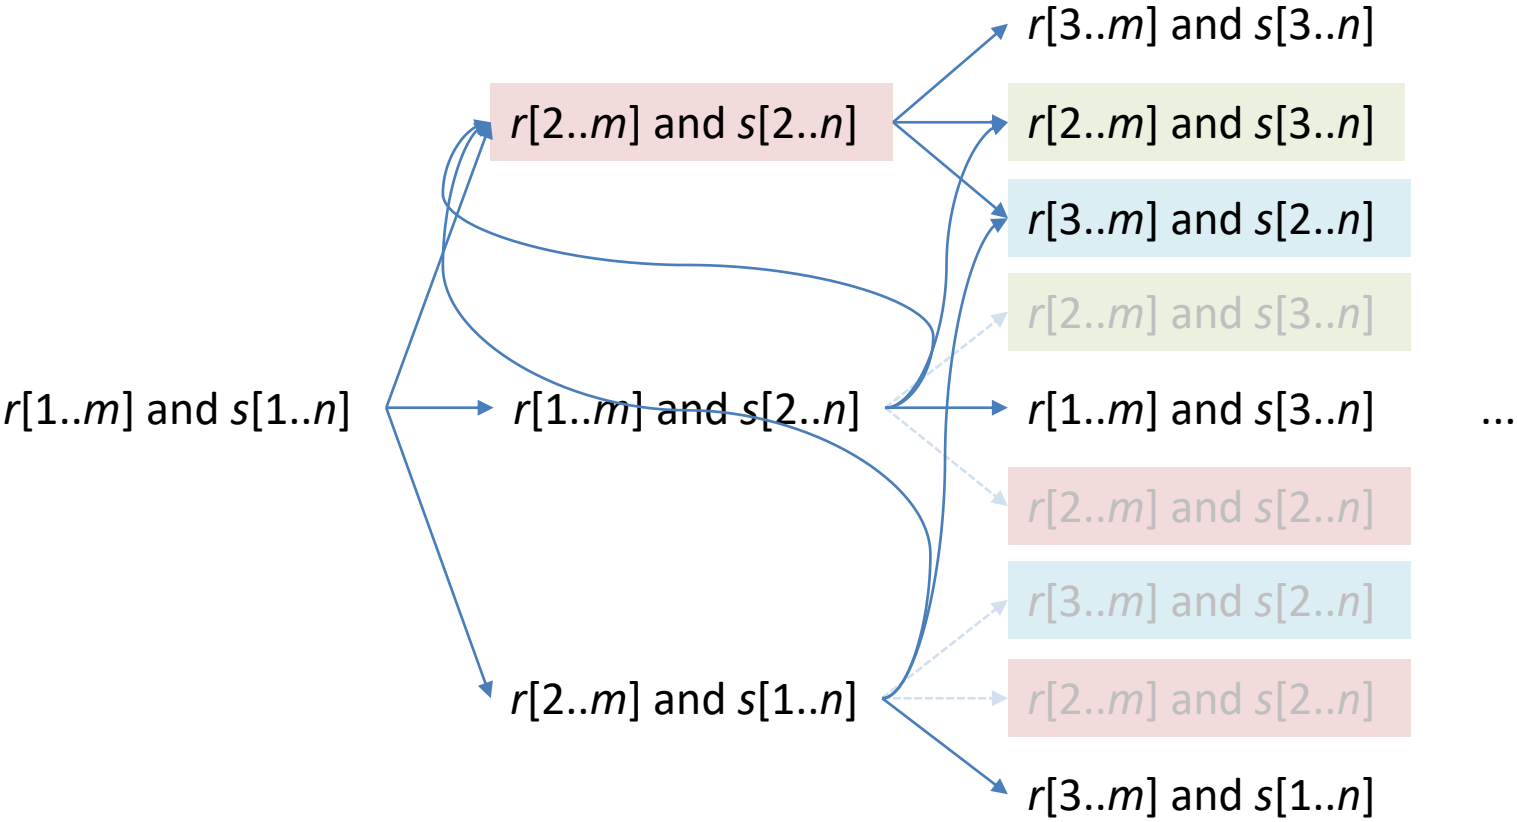 r[3..m] and s[3..n]
r[2..m] and s[2..n]
r[2..m] and s[3..n]
r[3..m] and s[2..n]
r[2..m] and s[3..n]
r[1..m] and s[1..n]
r[1..m] and s[2..n]
r[1..m] and s[3..n]
...
r[2..m] and s[2..n]
r[3..m] and s[2..n]
r[2..m] and s[1..n]
r[2..m] and s[2..n]
r[3..m] and s[1..n]